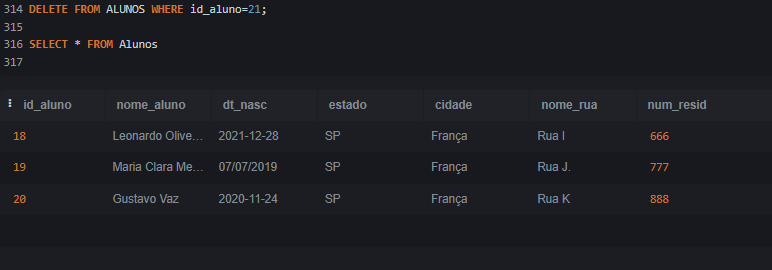 314 DELETE FROM ALUNOS WHERE id_aluno=21;
315
316 SELECT * FROM Alunos
317
id_aluno nome_aluno dt_nasc estado cidade nome_rua num_resid
18 Leonardo Olive... 2021-12-28 SP França Rua I 666
19 Maria Clara Me... 07/07/2019 SP França Rua J. 777
20 Gustavo Vaz 2020-11-24 SP França Rua K 888